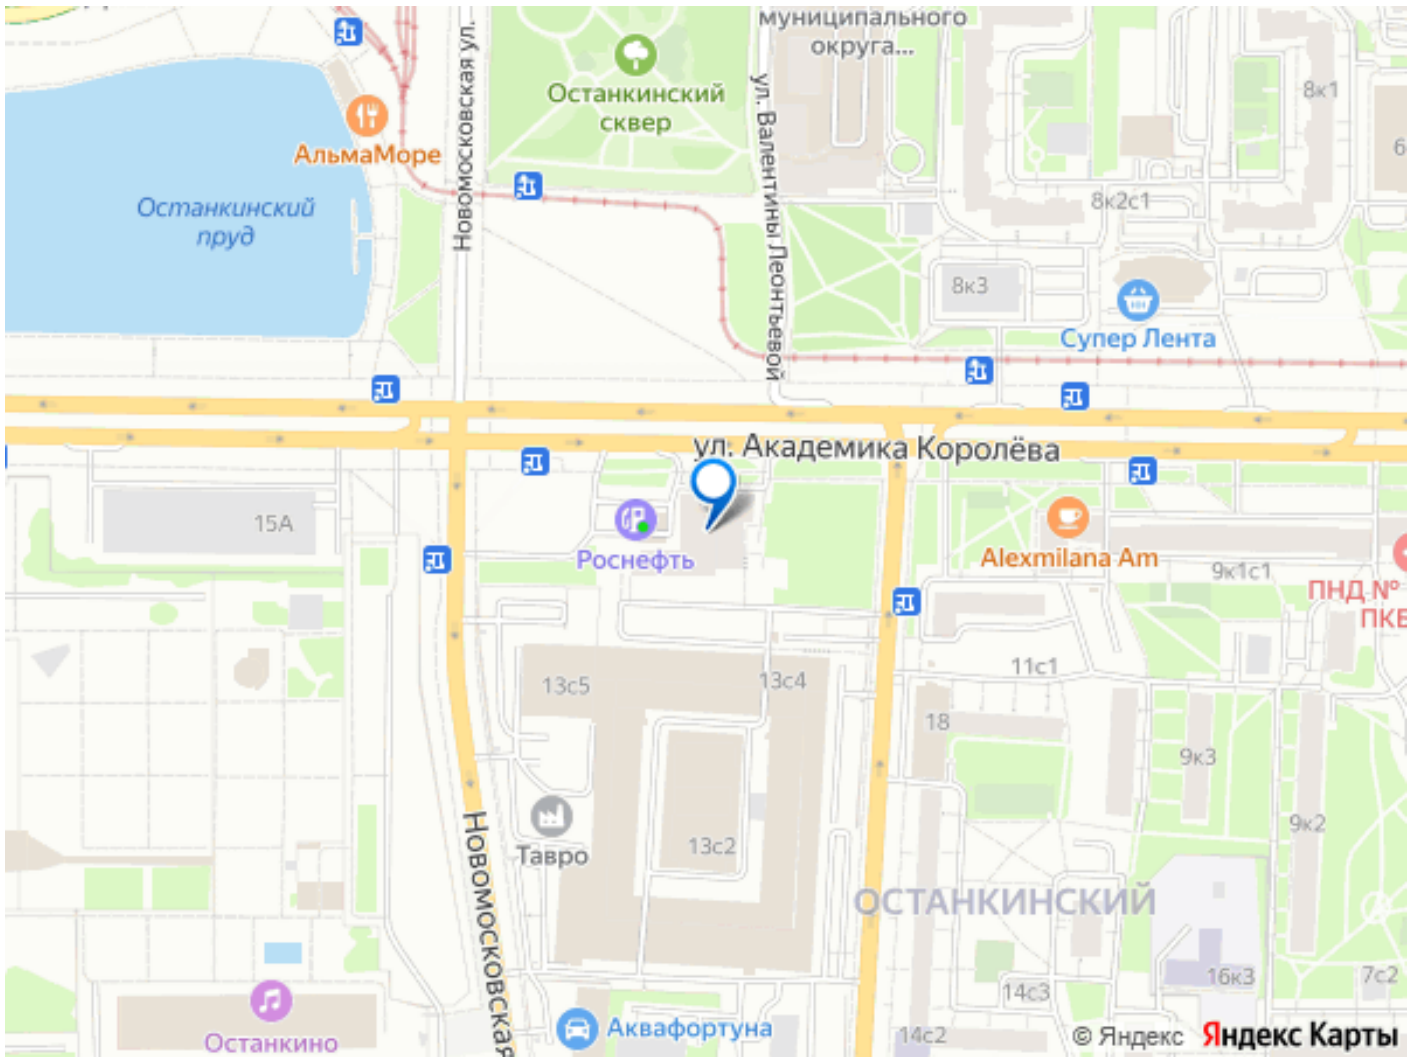 муниципального
округа...
Новомосковская ул.
Останкинский
сквер
ул. Валентины Леонтьевой
8к1
АльмаМоре
6
Останкинский
пруд
8к2с1
8к3
Супер Лента
ул. Академика Королёва
15А
Роснефть
Alexmilana Am
9к1с1
ПНД №
11с1
13с5
13с4
18
9к3
9к2
13с2
Тавро
Новомосковская
ОСТАНКИНСКИЙ
16к3
7с2
14с3
Останкино
Аквафортуна
14с2
© Яндекс Яндекс Карты